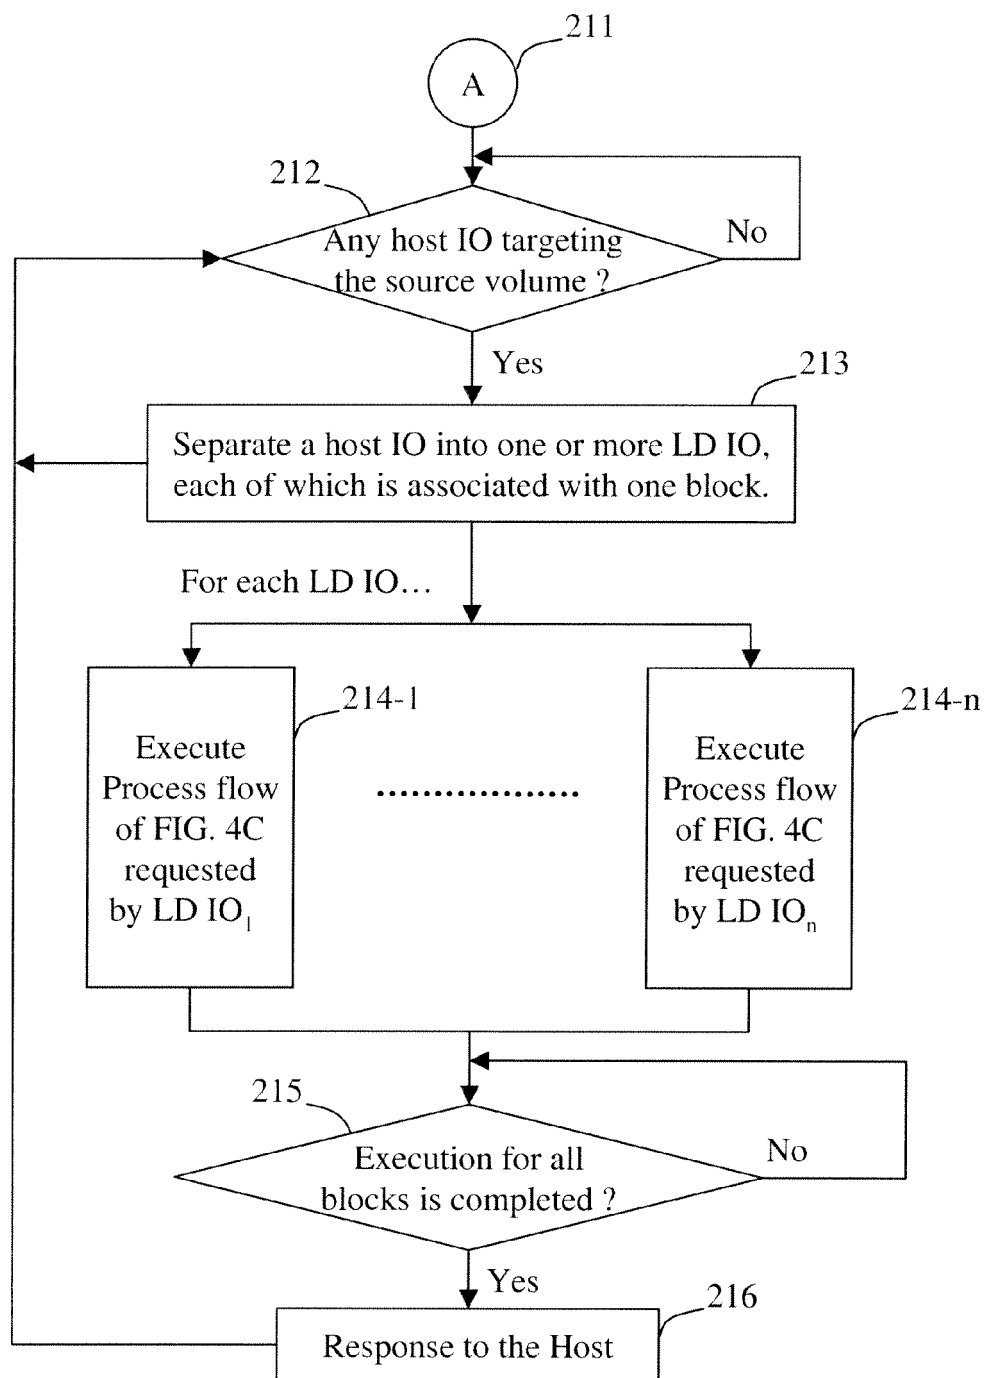 211
A
212
Any host IO targeting
the source volume ?
No
Yes
213
Separate a host IO into one or more LD IO,
each of which is associated with one block.
For each LD IO…
214-1
214-n
Execute
Process flow
of FIG. 4C
requested
by LD IO1
..................
Execute
Process flow
of FIG. 4C
requested
by LD IOn
215
Execution for all
blocks is completed ?
No
Yes
216
Response to the Host